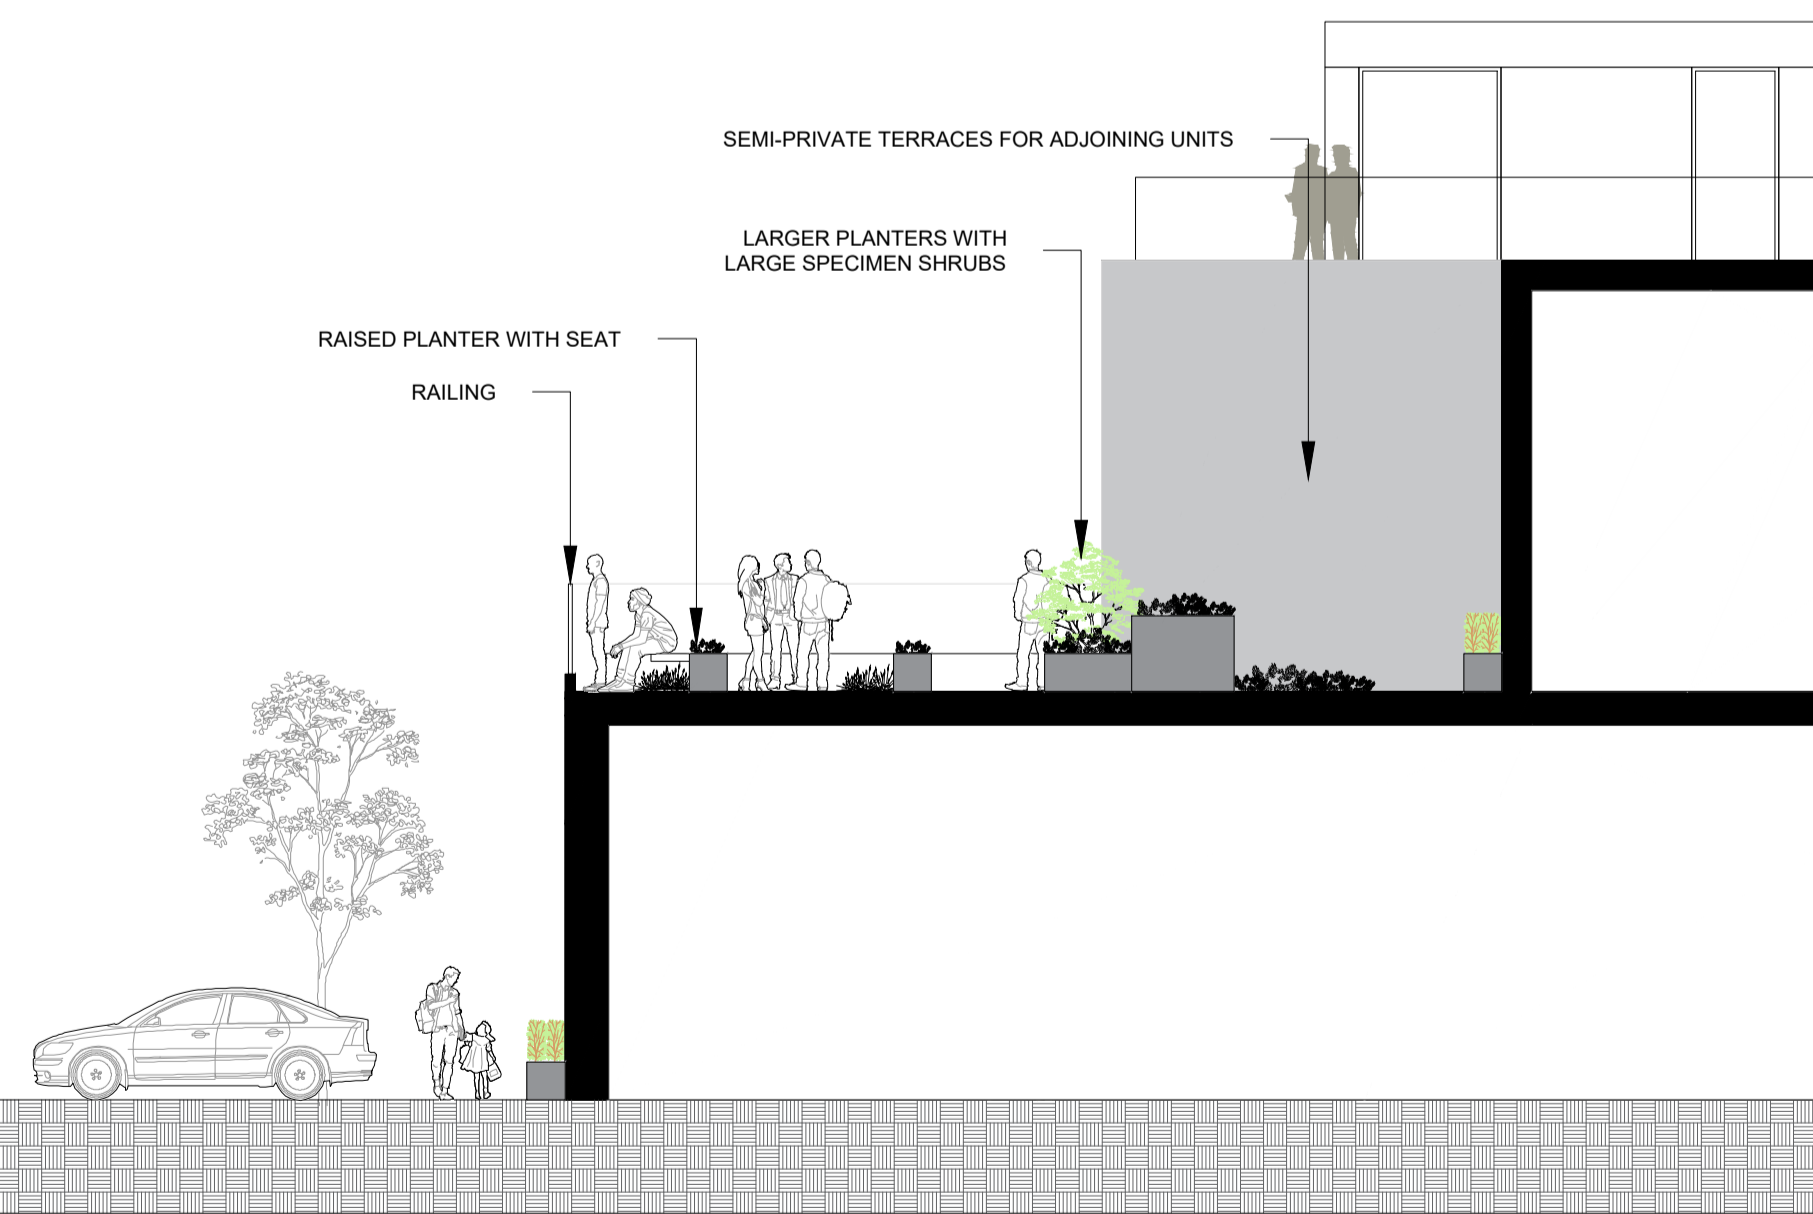 SEMI-PRIVATE TERRACES FOR ADJOINING UNITS
LARGER PLANTERS WITH
LARGE SPECIMEN SHRUBS
RAISED PLANTER WITH SEAT
RAILING